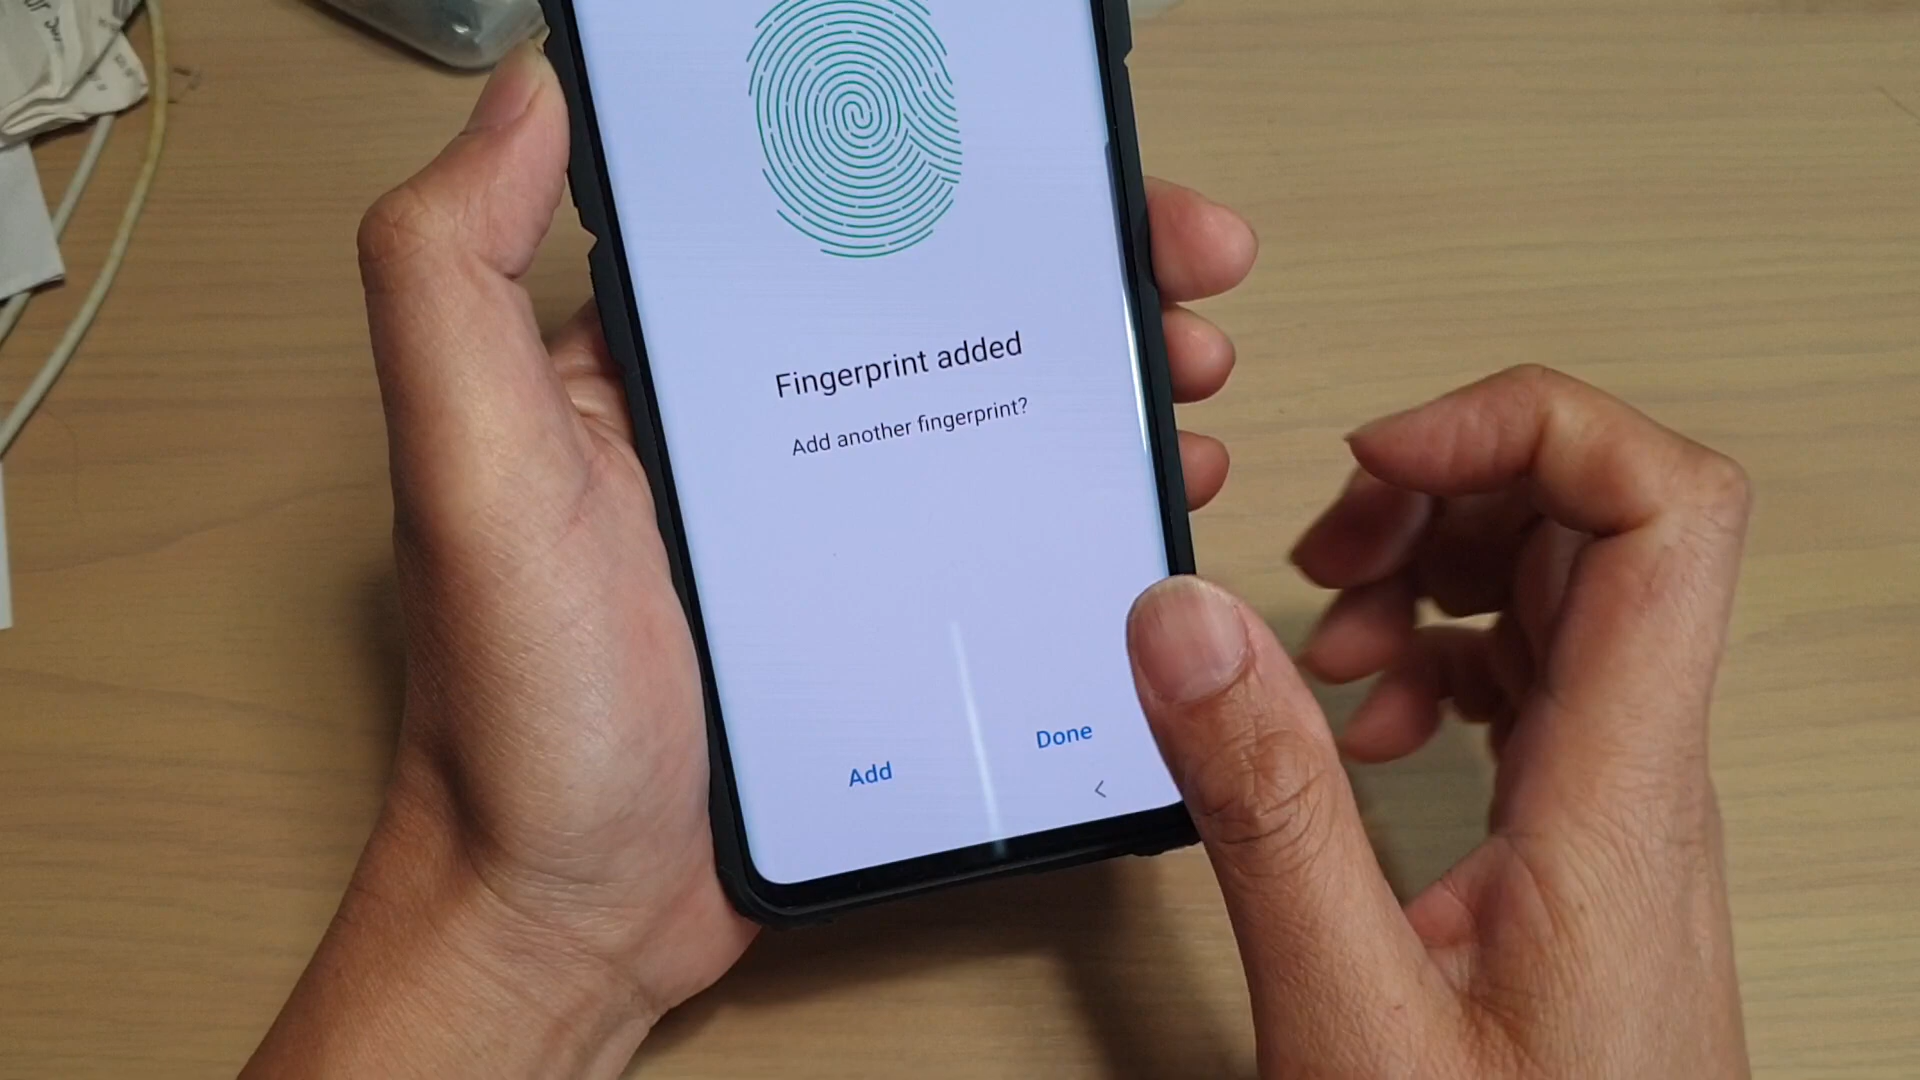 Fingerprint added
Add another fingerprint?
Add
Done